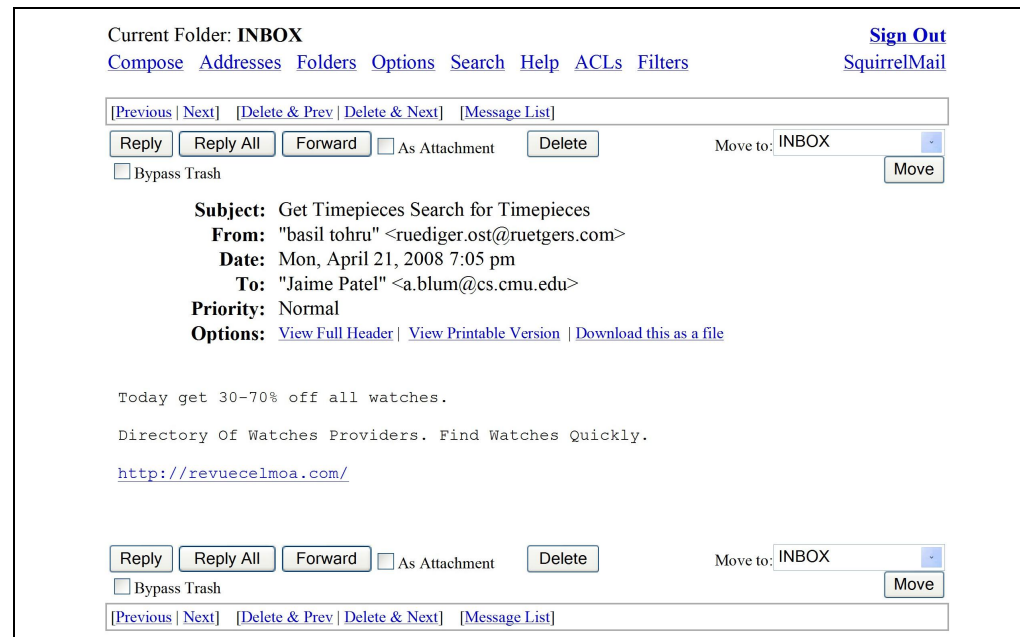 Current Folder: INBOX Sign Out
Compose Addresses Folders Options Search Help ACLs Filters SquirrelMail
[Previous | Next] [Delete & Prev | Delete & Next] [Message List]
Reply Reply All Forward As Attachment Delete Move to: INBOX
Bypass Trash Move
Subject: Get Timepieces Search for Timepieces
From: "basil tohru" <ruediger.ost@ruetgers.com>
Date: Mon, April 21, 2008 7:05 pm
To: "Jaime Patel" <a.blum@cs.cmu.edu>
Priority: Normal
Options: View Full Header | View Printable Version | Download this as a file
Today get 30-70% off all watches.
Directory Of Watches Providers. Find Watches Quickly.
http://revuecelmoa.com/
Reply Reply All Forward As Attachment Delete Move to: INBOX
Bypass Trash Move
[Previous | Next] [Delete & Prev | Delete & Next] [Message List]